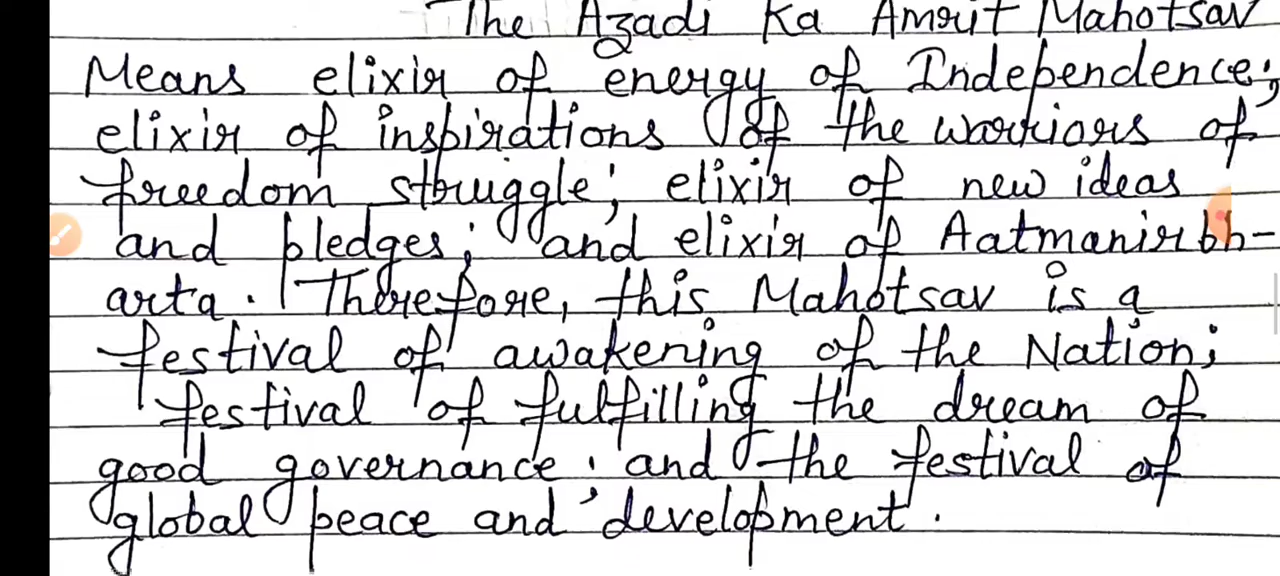 The Azadi Ka Amrit Mahotsav
Means elixir of energy of Independence;
elixir of inspirations of the warriors of
freedom struggle; elixir of new ideas
and pledges; and elixir of Aatmanirbh-
arta. Therefore, this Mahotsav is a
festival of awakening of the Nation;
festival of fulfilling the dream of
good governance; and the festival of
global peace and development.